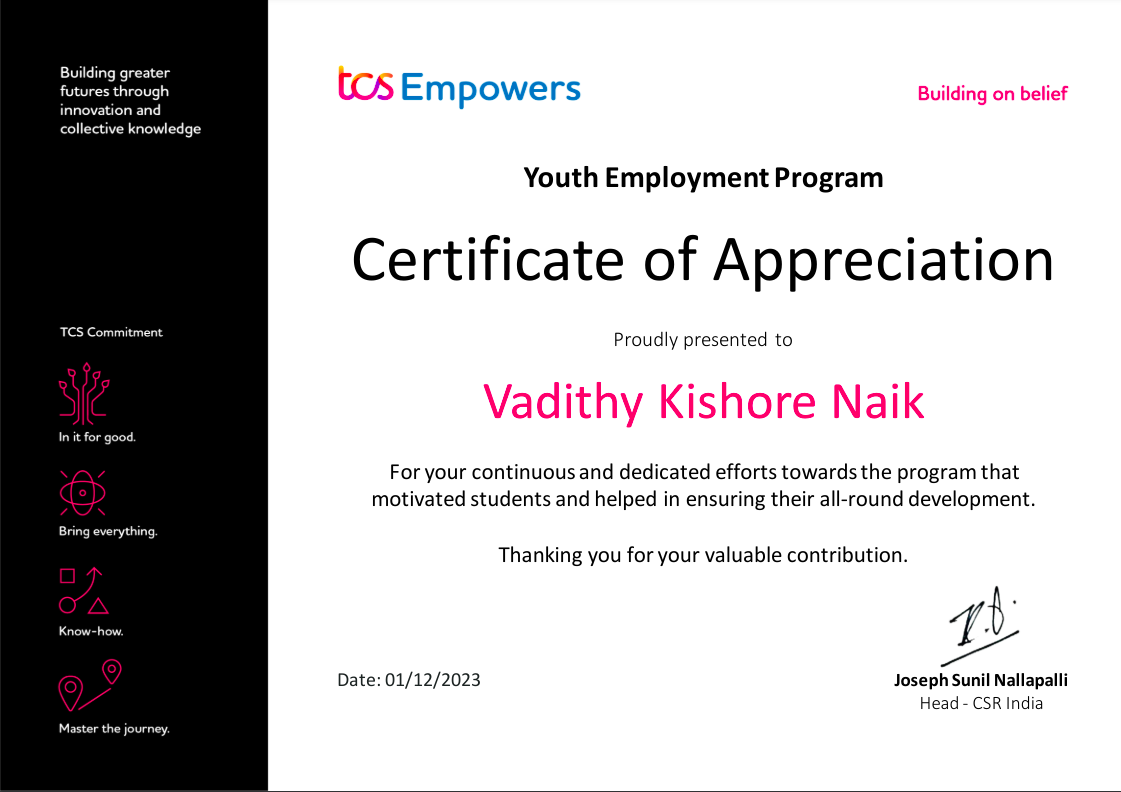 Building greater
futures through
innovation and
collective knowledge
tcs Empowers
Building on belief
Youth Employment Program
Certificate of Appreciation
Proudly presented to
Vadithy Kishore Naik
For your continuous and dedicated efforts towards the program that
motivated students and helped in ensuring their all-round development.
Thanking you for your valuable contribution.
TCS Commitment
In it for good.
Bring everything.
Know-how.
Master the journey.
Date: 01/12/2023
Joseph Sunil Nallapalli
Head - CSR India